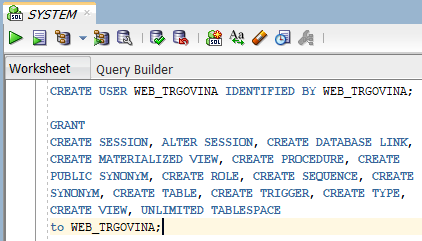 SYSTEM
SQL
Aa
Worksheet
Query Builder
CREATE USER WEB_TRGOVINA IDENTIFIED BY WEB_TRGOVINA;
GRANT
CREATE SESSION, ALTER SESSION, CREATE DATABASE LINK,
CREATE MATERIALIZED VIEW, CREATE PROCEDURE, CREATE
PUBLIC SYNONYM, CREATE ROLE, CREATE SEQUENCE, CREATE
SYNONYM, CREATE TABLE, CREATE TRIGGER, CREATE TYPE,
CREATE VIEW, UNLIMITED TABLESPACE
to WEB_TRGOVINA;